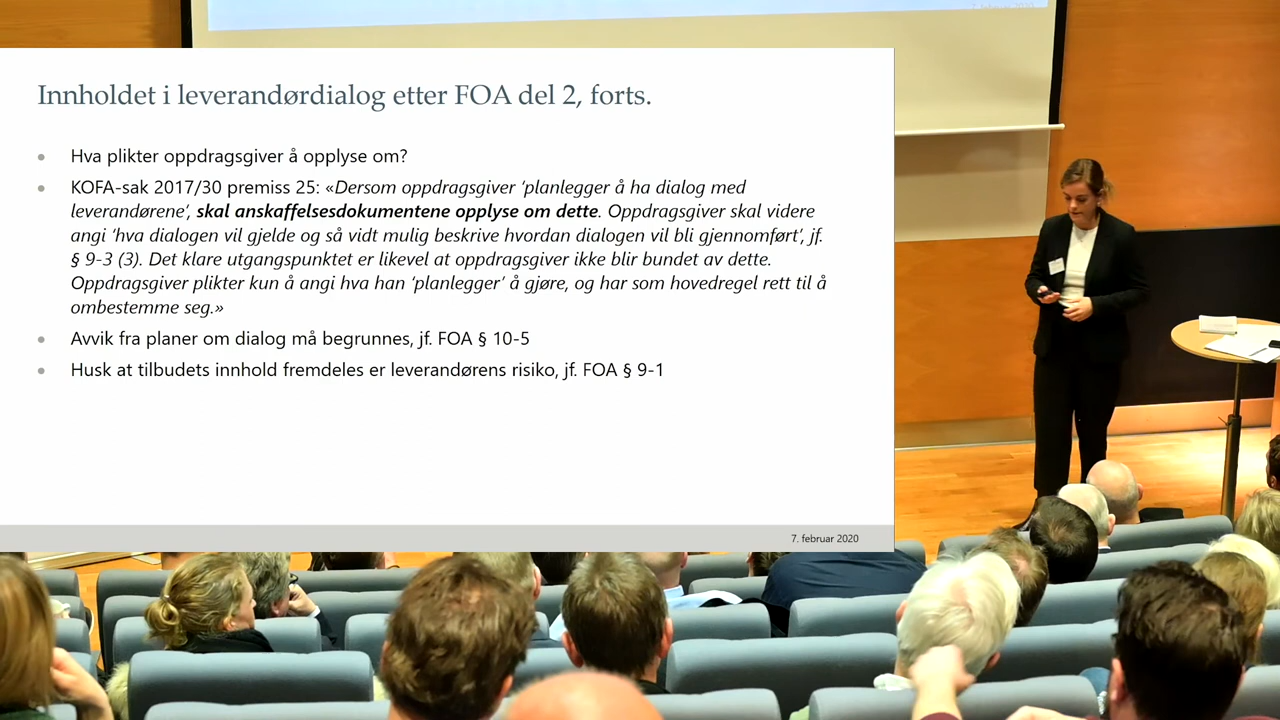 Innholdet i leverandørdialog etter FOA del 2, forts.
• Hva plikter oppdragsgiver å opplyse om?
• KOFA-sak 2017/30 premiss 25: «Dersom oppdragsgiver ‘planlegger å ha dialog med
leverandørene’, skal anskaffelsesdokumentene opplyse om dette. Oppdragsgiver skal videre
angi ‘hva dialogen vil gjelde og så vidt mulig beskrive hvordan dialogen vil bli gjennomført’, jf.
§ 9-3 (3). Det klare utgangspunktet er likevel at oppdragsgiver ikke blir bundet av dette.
Oppdragsgiver plikter kun å angi hva han ‘planlegger’ å gjøre, og har som hovedregel rett til å
ombestemme seg.»
• Avvik fra planer om dialog må begrunnes, jf. FOA § 10-5
• Husk at tilbudets innhold fremdeles er leverandørens risiko, jf. FOA § 9-1
7. februar 2020